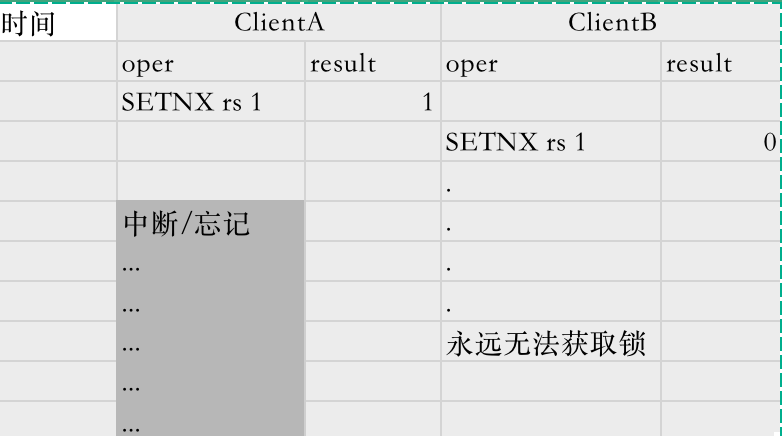 时间 ClientA ClientB
oper result oper result
SETNX rs 1 1
SETNX rs 1 0
.
中断/忘记 .
... .
... .
... 永远无法获取锁
...
...